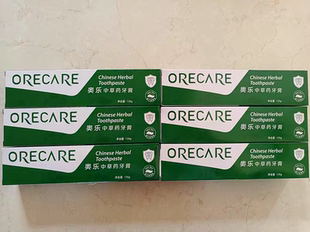 ORECARE
Chinese Herbal
Toothpaste
奥乐中草药牙膏
ORECARE
Chinese Herbal
Toothpaste
奥乐中草药牙膏
ORECARE
Chinese Herbal
Toothpaste
奥乐中草药牙膏
ORECARE
Chinese Herbal
Toothpaste
奥乐中草药牙膏
ORECARE
Chinese Herbal
Toothpaste
奥乐中草药牙膏
ORECARE
Chinese Herbal
Toothpaste
奥乐中草药牙膏